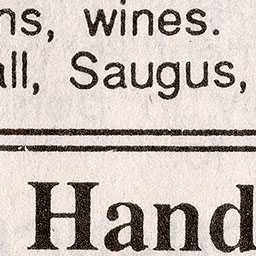 ns, wines.
all, Saugus,
Hand